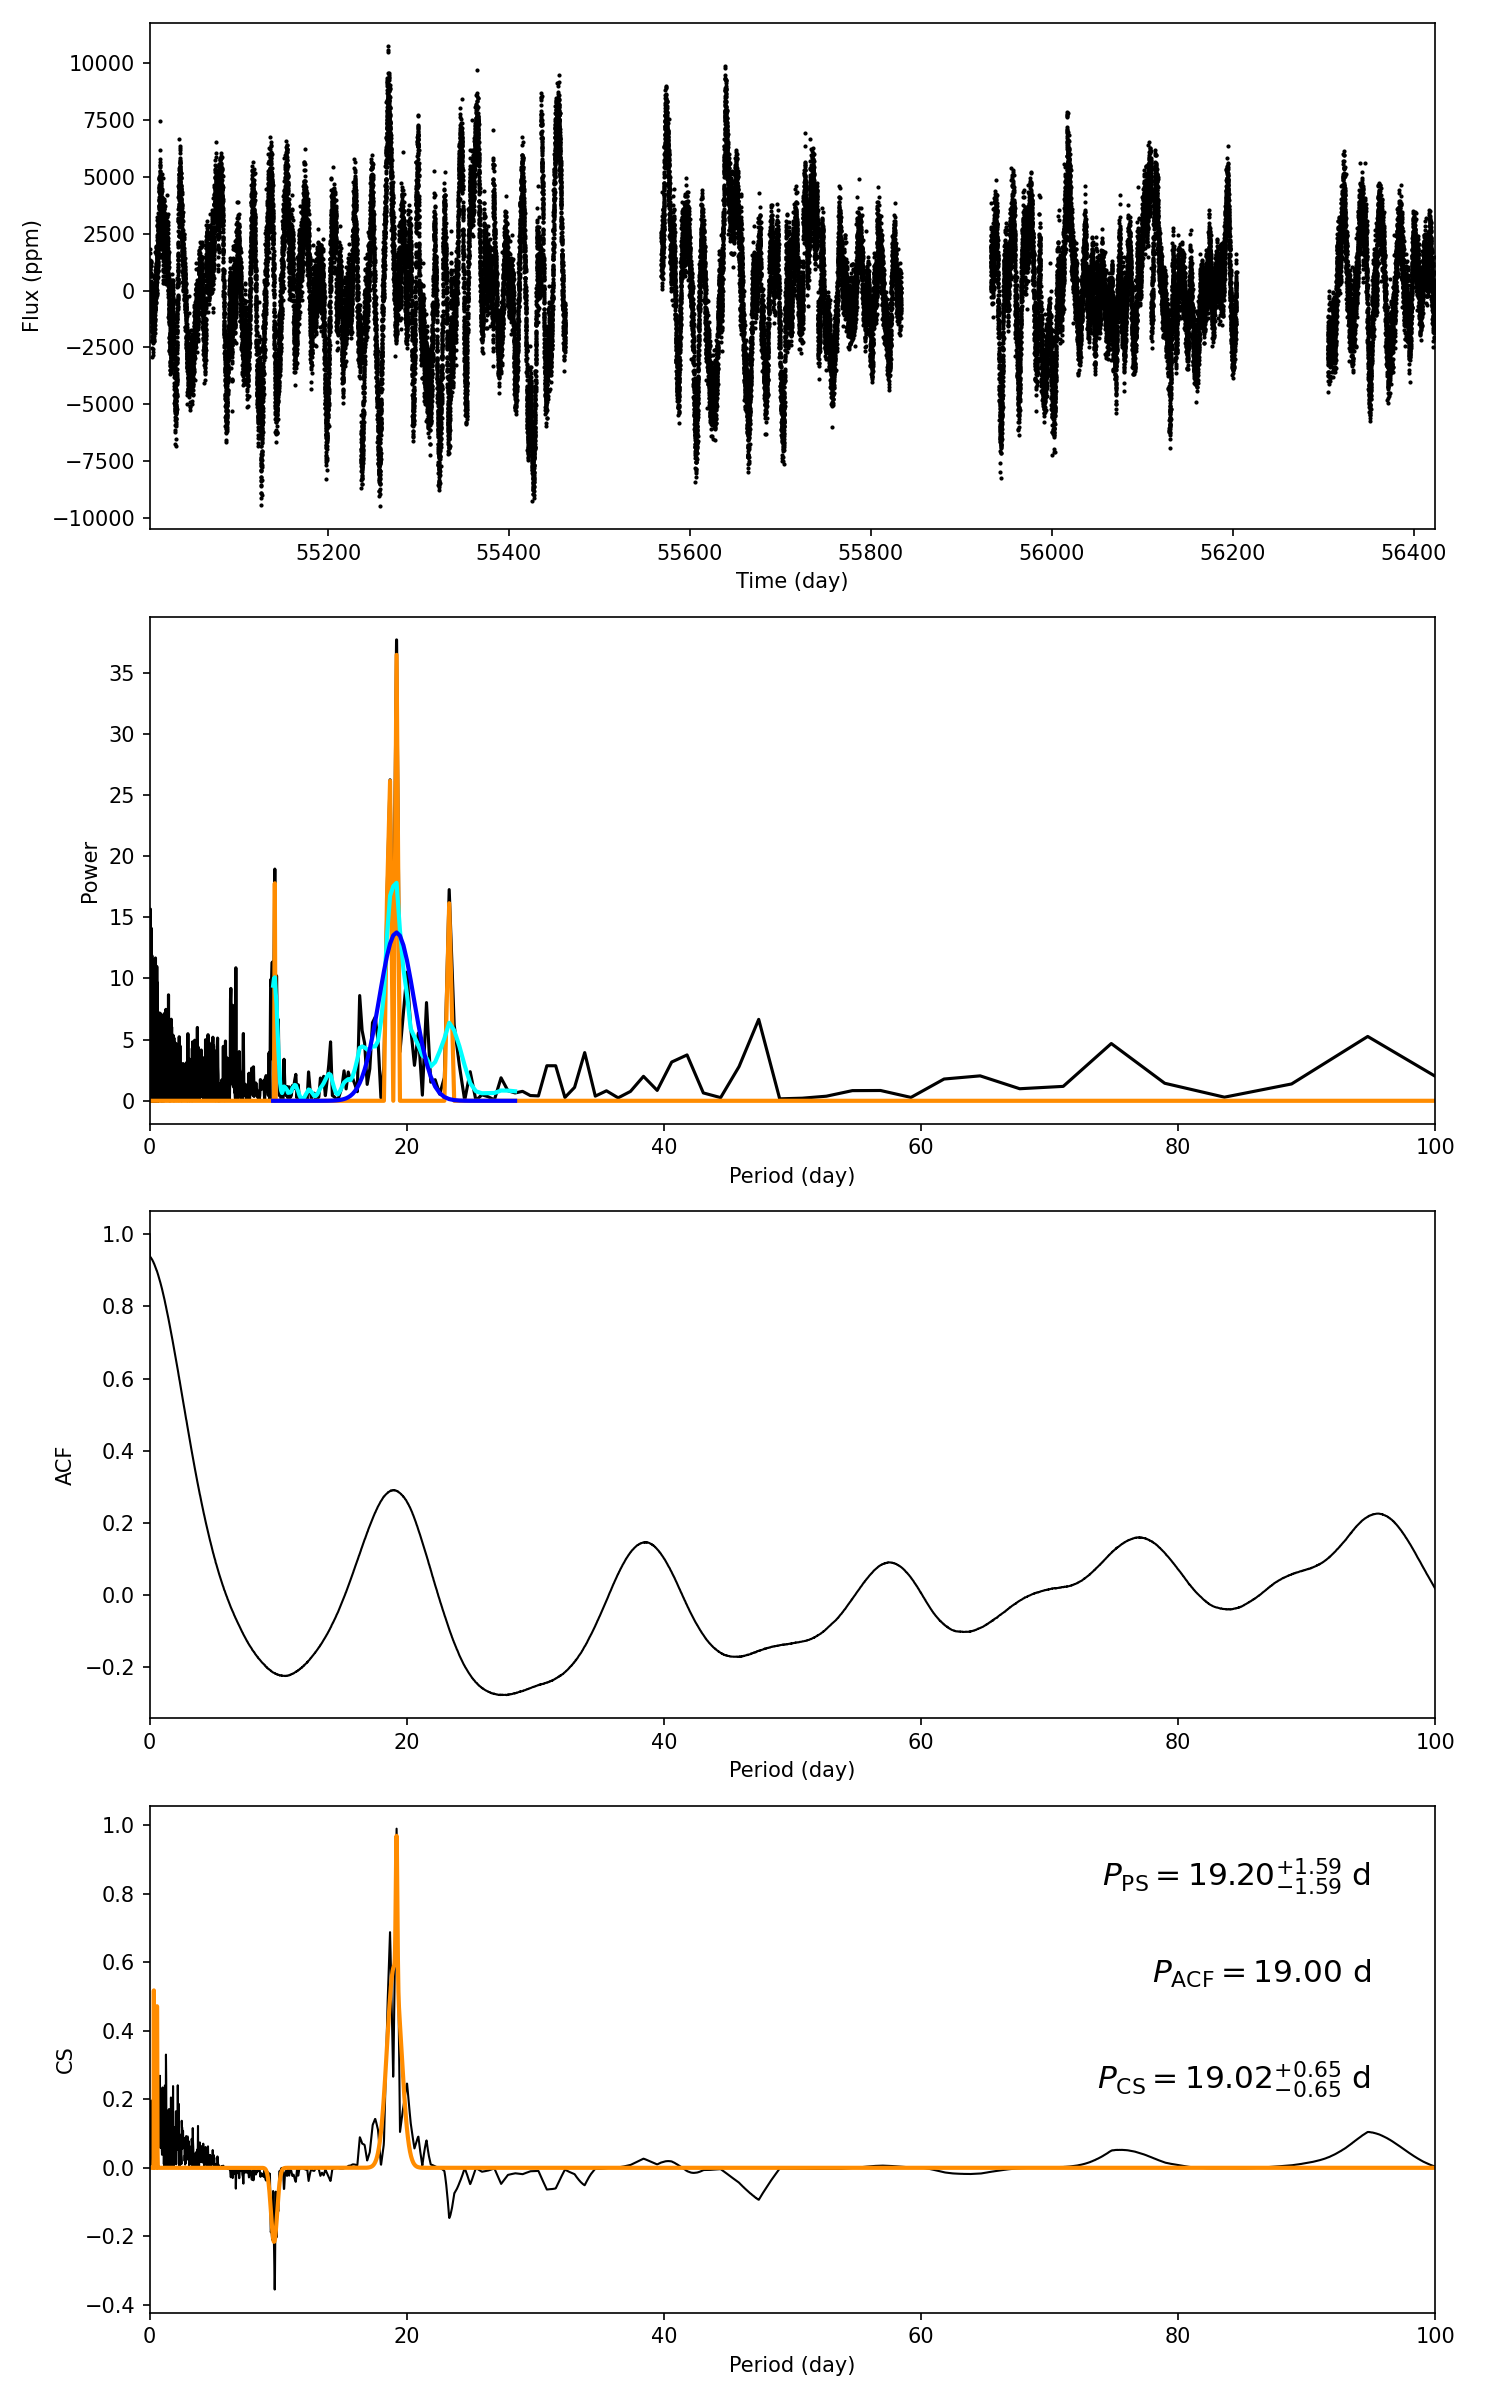 10000
7500
5000
2500
0
−2500
−5000
−7500
−10000
Flux (ppm)
55200 55400 55600 55800 56000 56200 56400
Time (day)
35
30
25
20
15
10
5
0
Power
0 20 40 60 80 100
Period (day)
1.0
0.8
0.6
0.4
0.2
0.0
−0.2
ACF
0 20 40 60 80 100
Period (day)
1.0
0.8
0.6
0.4
0.2
0.0
−0.2
−0.4
CS
P_PS = 19.20^{+1.59}_{−1.59} d
P_ACF = 19.00 d
P_CS = 19.02^{+0.65}_{−0.65} d
0 20 40 60 80 100
Period (day)